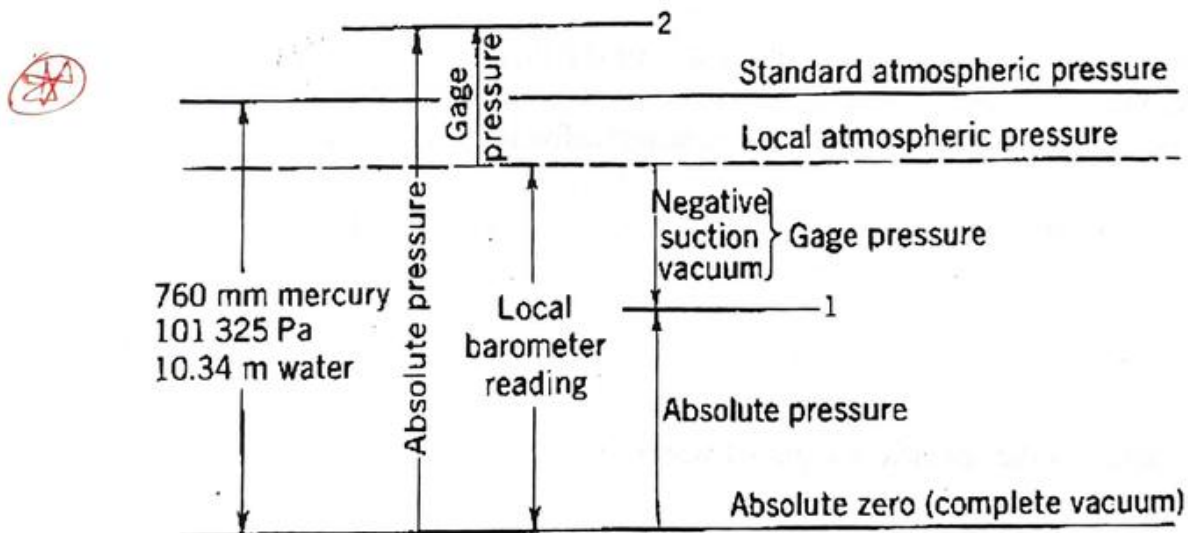 2
Standard atmospheric pressure
Gage
pressure
Local atmospheric pressure
Negative
suction
vacuum
Gage pressure
760 mm mercury
101 325 Pa
10.34 m water
Absolute pressure
Local
barometer
reading
1
Absolute pressure
Absolute zero (complete vacuum)